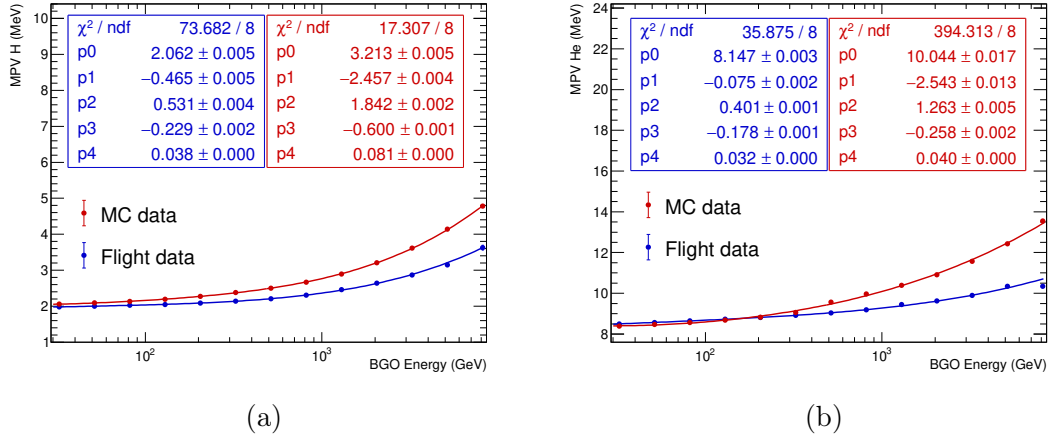 MPV H (MeV)
10
9
8
7
6
5
4
3
2
1
χ² / ndf 73.682 / 8
p0 2.062 ± 0.005
p1 −0.465 ± 0.005
p2 0.531 ± 0.004
p3 −0.229 ± 0.002
p4 0.038 ± 0.000
χ² / ndf 17.307 / 8
p0 3.213 ± 0.005
p1 −2.457 ± 0.004
p2 1.842 ± 0.002
p3 −0.600 ± 0.001
p4 0.081 ± 0.000
MC data
Flight data
10² 10³
BGO Energy (GeV)
(a)
MPV He (MeV)
24
22
20
18
16
14
12
10
8
χ² / ndf 35.875 / 8
p0 8.147 ± 0.003
p1 −0.075 ± 0.002
p2 0.401 ± 0.001
p3 −0.178 ± 0.001
p4 0.032 ± 0.000
χ² / ndf 394.313 / 8
p0 10.044 ± 0.017
p1 −2.543 ± 0.013
p2 1.263 ± 0.005
p3 −0.258 ± 0.002
p4 0.040 ± 0.000
MC data
Flight data
10² 10³
BGO Energy (GeV)
(b)